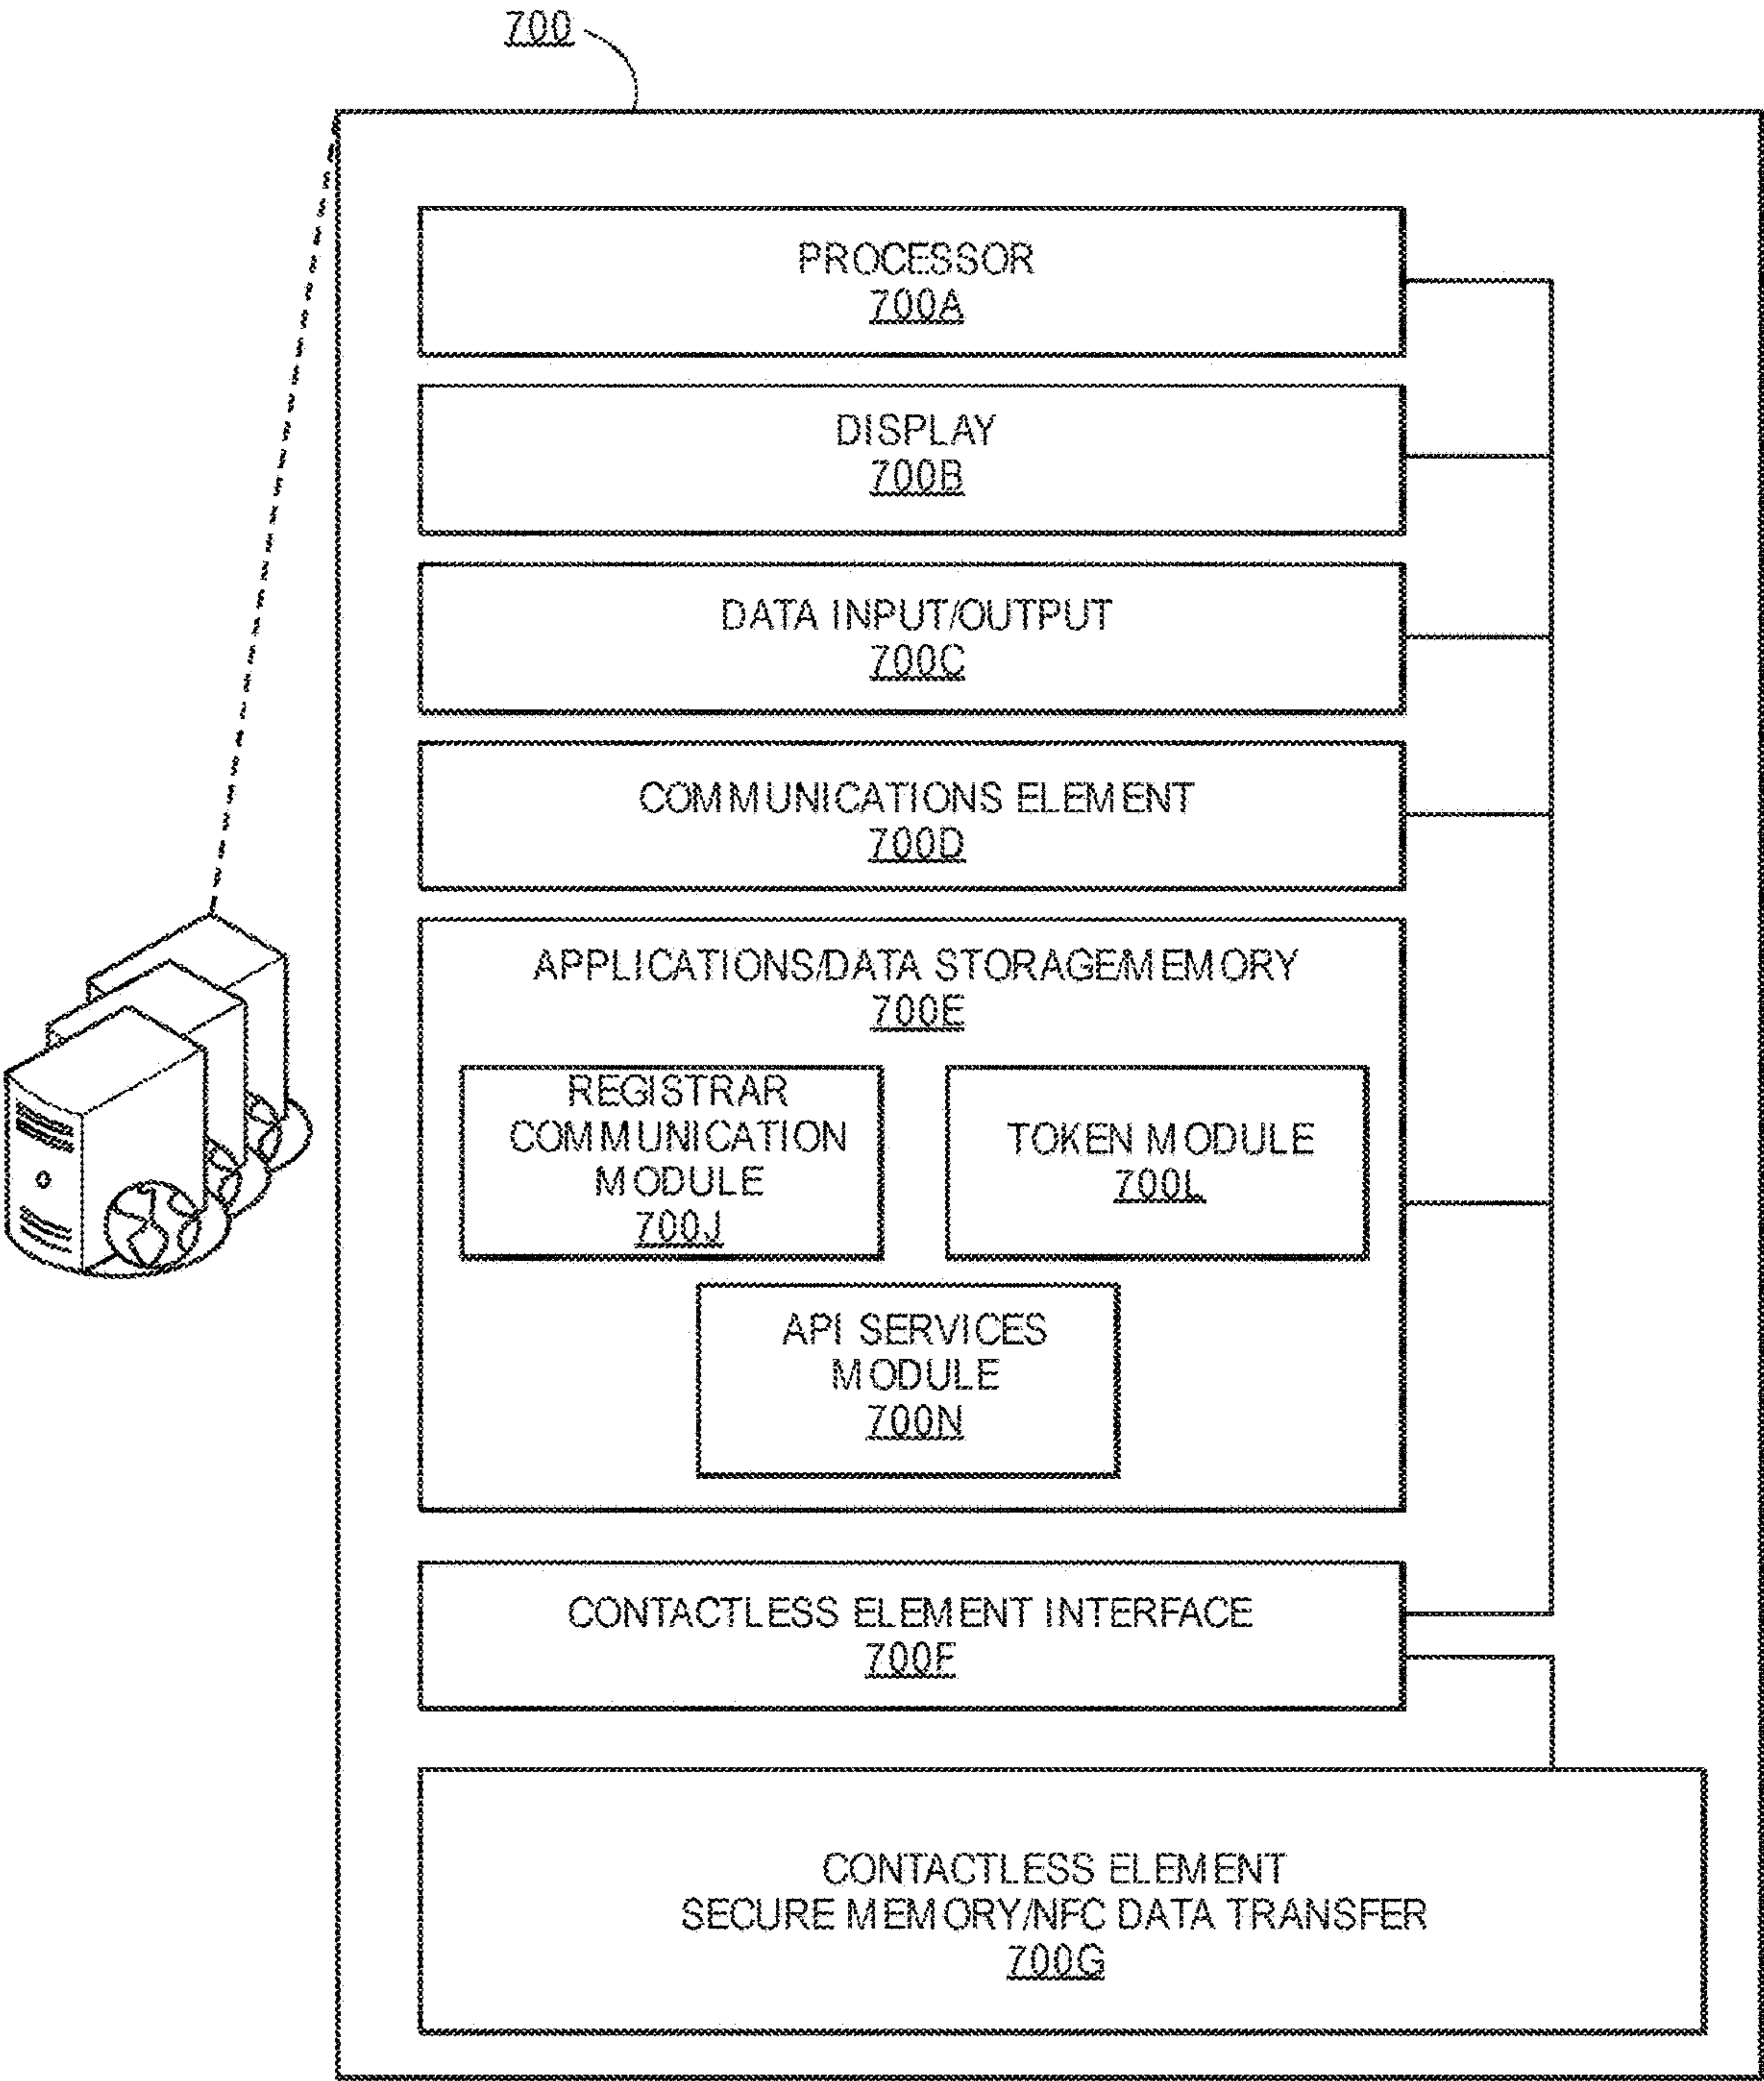 700
PROCESSOR
700A
DISPLAY
700B
DATA INPUT/OUTPUT
700C
COMMUNICATIONS ELEMENT
700D
APPLICATIONS/DATA STORAGE/MEMORY
700E
REGISTRAR
COMMUNICATION
MODULE
700J
TOKEN MODULE
700L
API SERVICES
MODULE
700N
CONTACTLESS ELEMENT INTERFACE
700F
CONTACTLESS ELEMENT
SECURE MEMORY/NFC DATA TRANSFER
700G